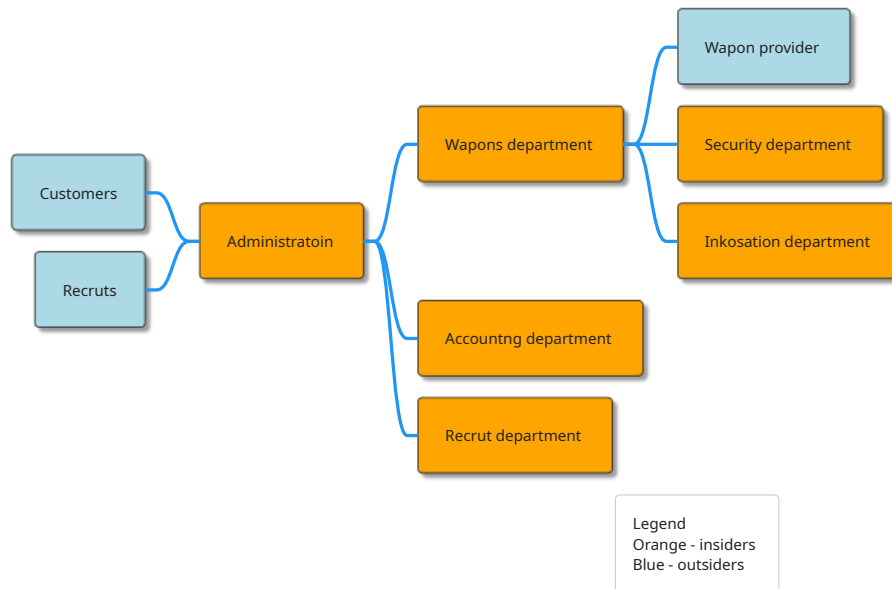 Wapon provider
Wapons department
Security department
Customers
Administratoin
Inkosation department
Recruts
Accountng department
Recrut department
Legend
Orange - insiders
Blue - outsiders